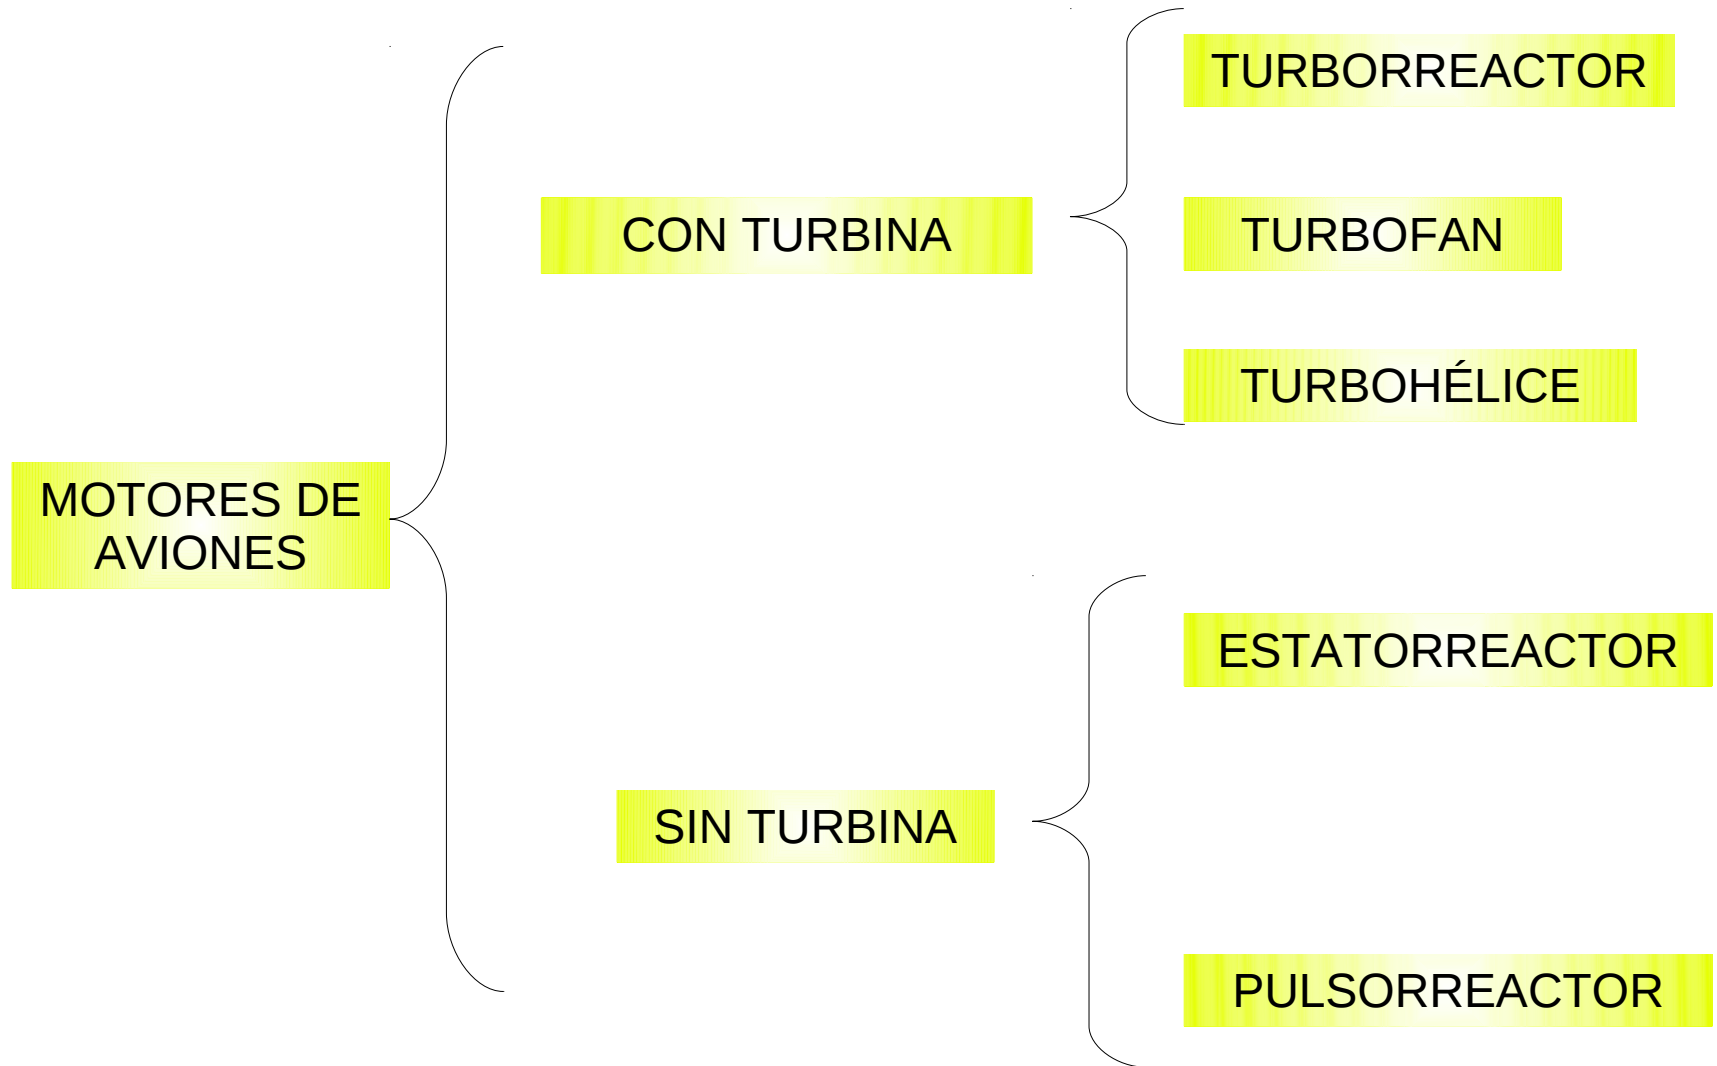 MOTORES DE
AVIONES
CON TURBINA
TURBORREACTOR
TURBOFAN
TURBOHÉLICE
SIN TURBINA
ESTATORREACTOR
PULSORREACTOR